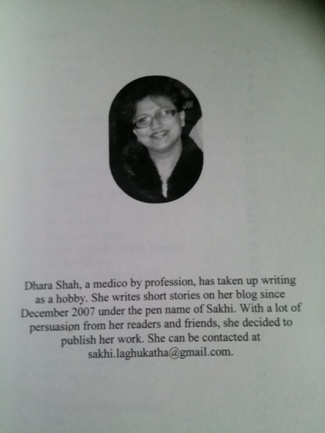 Dhara Shah, a medico by profession, has taken up writing
as a hobby. She writes short stories on her blog since
December 2007 under the pen name of Sakhi. With a lot of
persuasion from her readers and friends, she decided to
publish her work. She can be contacted at
sakhi.laghukatha@gmail.com.